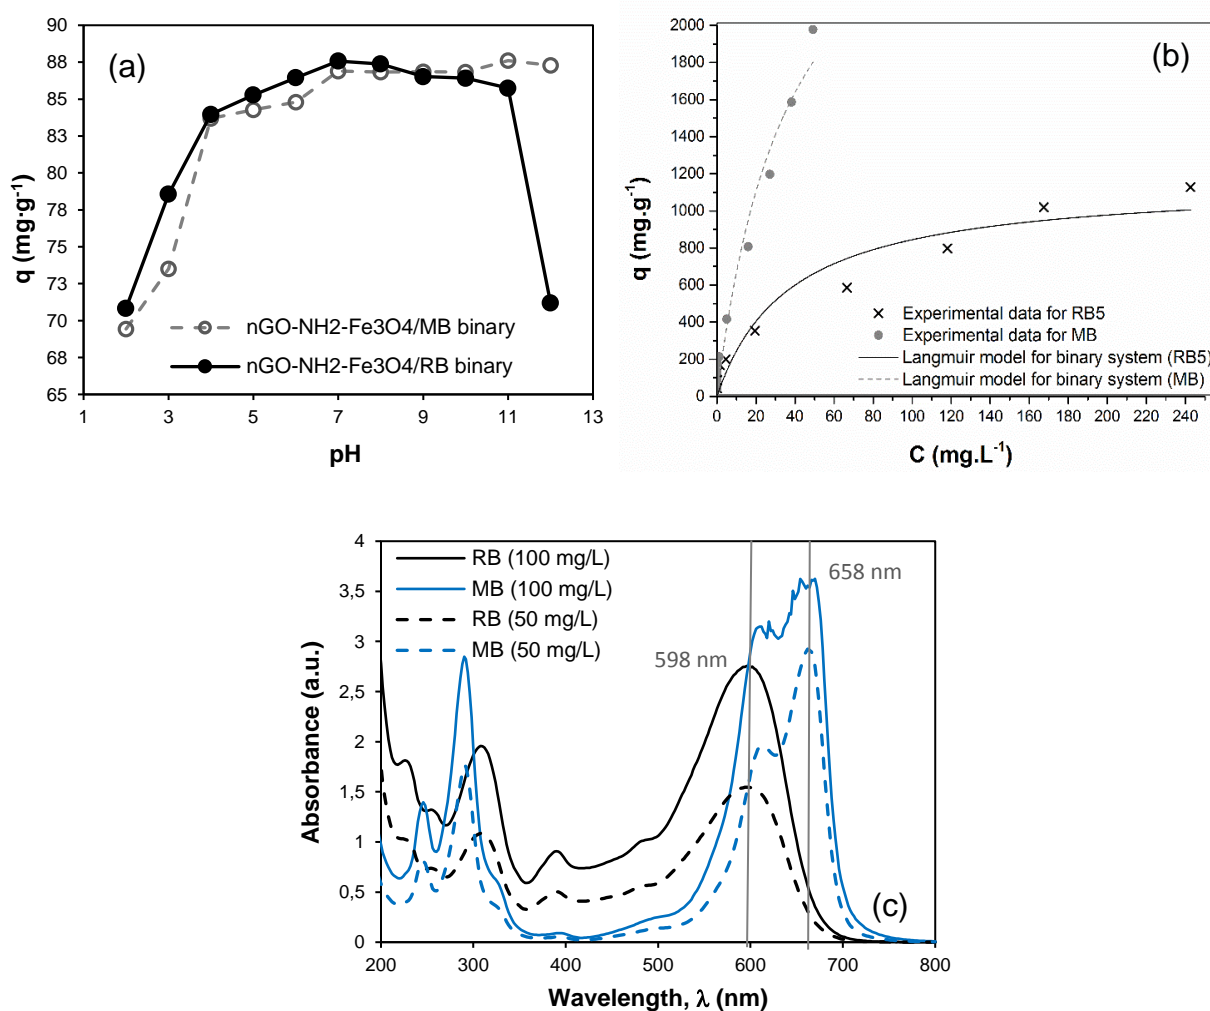 90
88
85
83
80
78
75
73
70
68
65
q (mg·g-1)
(a)
nGO-NH2-Fe3O4/MB binary
nGO-NH2-Fe3O4/RB binary
1
3
5
7
9
11
13
pH
2000
1800
1600
1400
1200
1000
800
600
400
200
0
q (mg.g-1)
(b)
Experimental data for RB5
Experimental data for MB
Langmuir model for binary system (RB5)
Langmuir model for binary system (MB)
0 20 40 60 80 100 120 140 160 180 200 220 240
C (mg.L-1)
4
3,5
3
2,5
2
1,5
1
0,5
0
Absorbance (a.u.)
RB (100 mg/L)
MB (100 mg/L)
RB (50 mg/L)
MB (50 mg/L)
658 nm
598 nm
(c)
200 300 400 500 600 700 800
Wavelength, λ (nm)